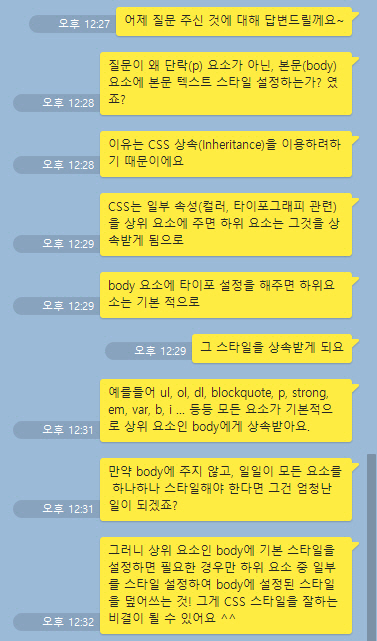 어제 질문 주신 것에 대해 답변드릴께요~
오후 12:27
질문이 왜 단락(p) 요소가 아닌, 본문(body)
요소에 본문 텍스트 스타일 설정하는가? 였
죠?
오후 12:28
이유는 CSS 상속(Inheritance)을 이용하려하
기 때문이에요
오후 12:28
CSS는 일부 속성(컬러, 타이포그래피 관련)
을 상위 요소에 주면 하위 요소는 그것을 상
속받게 됨으로
오후 12:29
body 요소에 타이포 설정을 해주면 하위요
소는 기본 적으로
오후 12:29
그 스타일을 상속받게 되요
오후 12:29
예를들어 ul, ol, dl, blockquote, p, strong,
em, var, b, i ... 등등 모든 요소가 기본적으
로 상위 요소인 body에게 상속받아요.
오후 12:31
만약 body에 주지 않고, 일일이 모든 요소를
하나하나 스타일해야 한다면 그건 엄청난
일이 되겠죠?
오후 12:31
그러니 상위 요소인 body에 기본 스타일을
설정하면 필요한 경우만 하위 요소 중 일부
를 스타일 설정하여 body에 설정된 스타일
을 덮어쓰는 것! 그게 CSS 스타일을 잘하는
비결이 될 수 있어요 ^^
오후 12:32